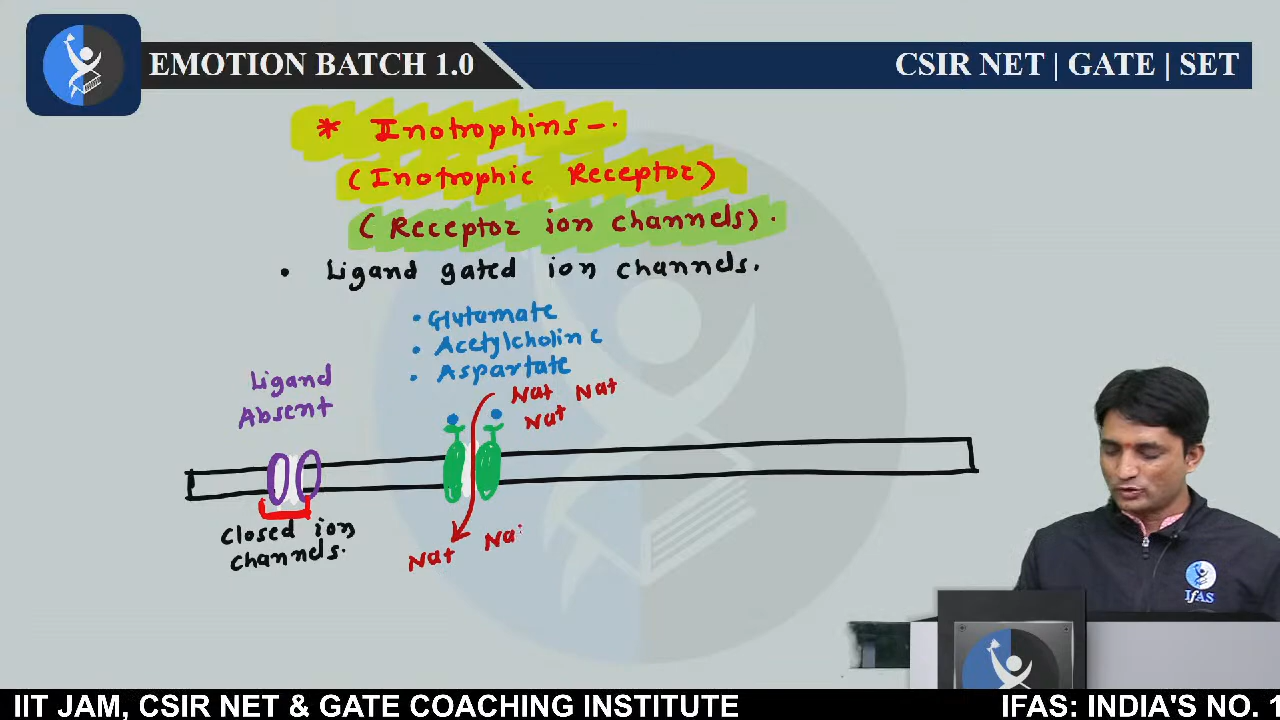 EMOTION BATCH 1.0
CSIR NET | GATE | SET
* Inotrophins -.
(Inotrophic Receptor)
(Receptor ion channels).
• Ligand gated ion channels.
• Glutamate
• Acetylcholine
• Aspartate
Ligand
Absent
Na+ Na+
Na+
Closed ion
channels.
Na+ Na
IFAS
IIT JAM, CSIR NET & GATE COACHING INSTITUTE
IFAS: INDIA'S NO. 1